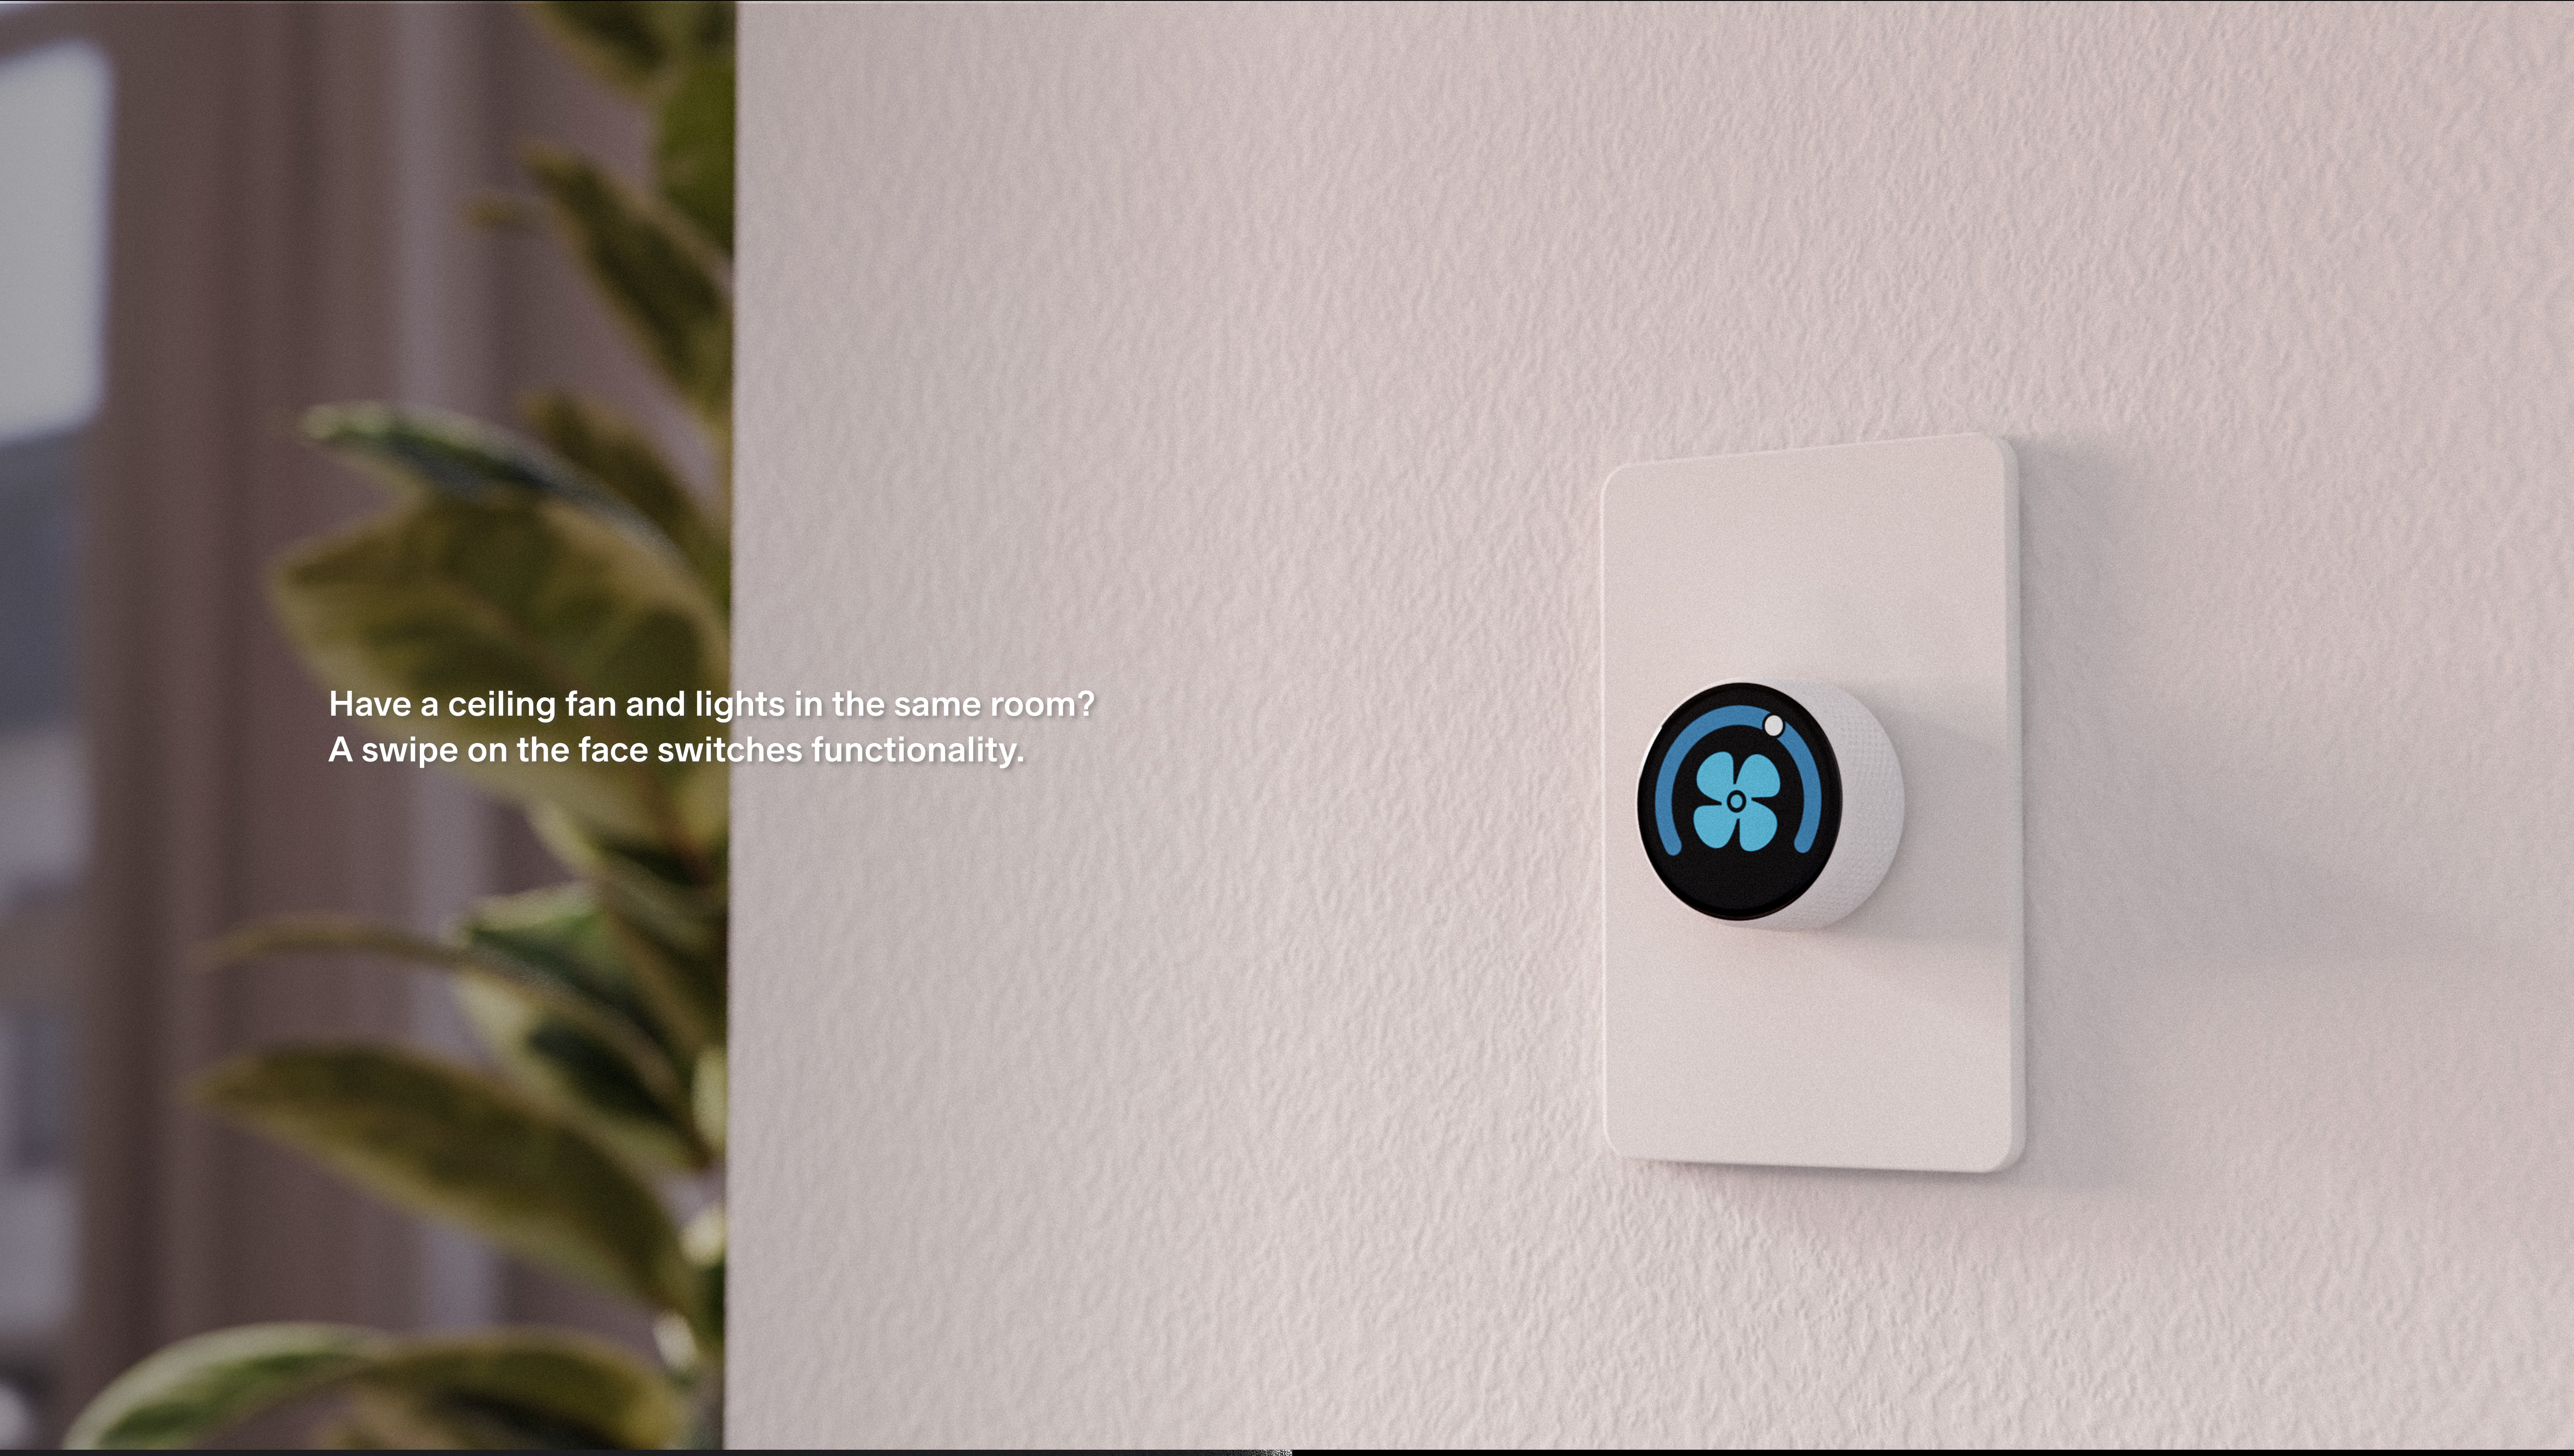 Have a ceiling fan and lights in the same room?
A swipe on the face switches functionality.